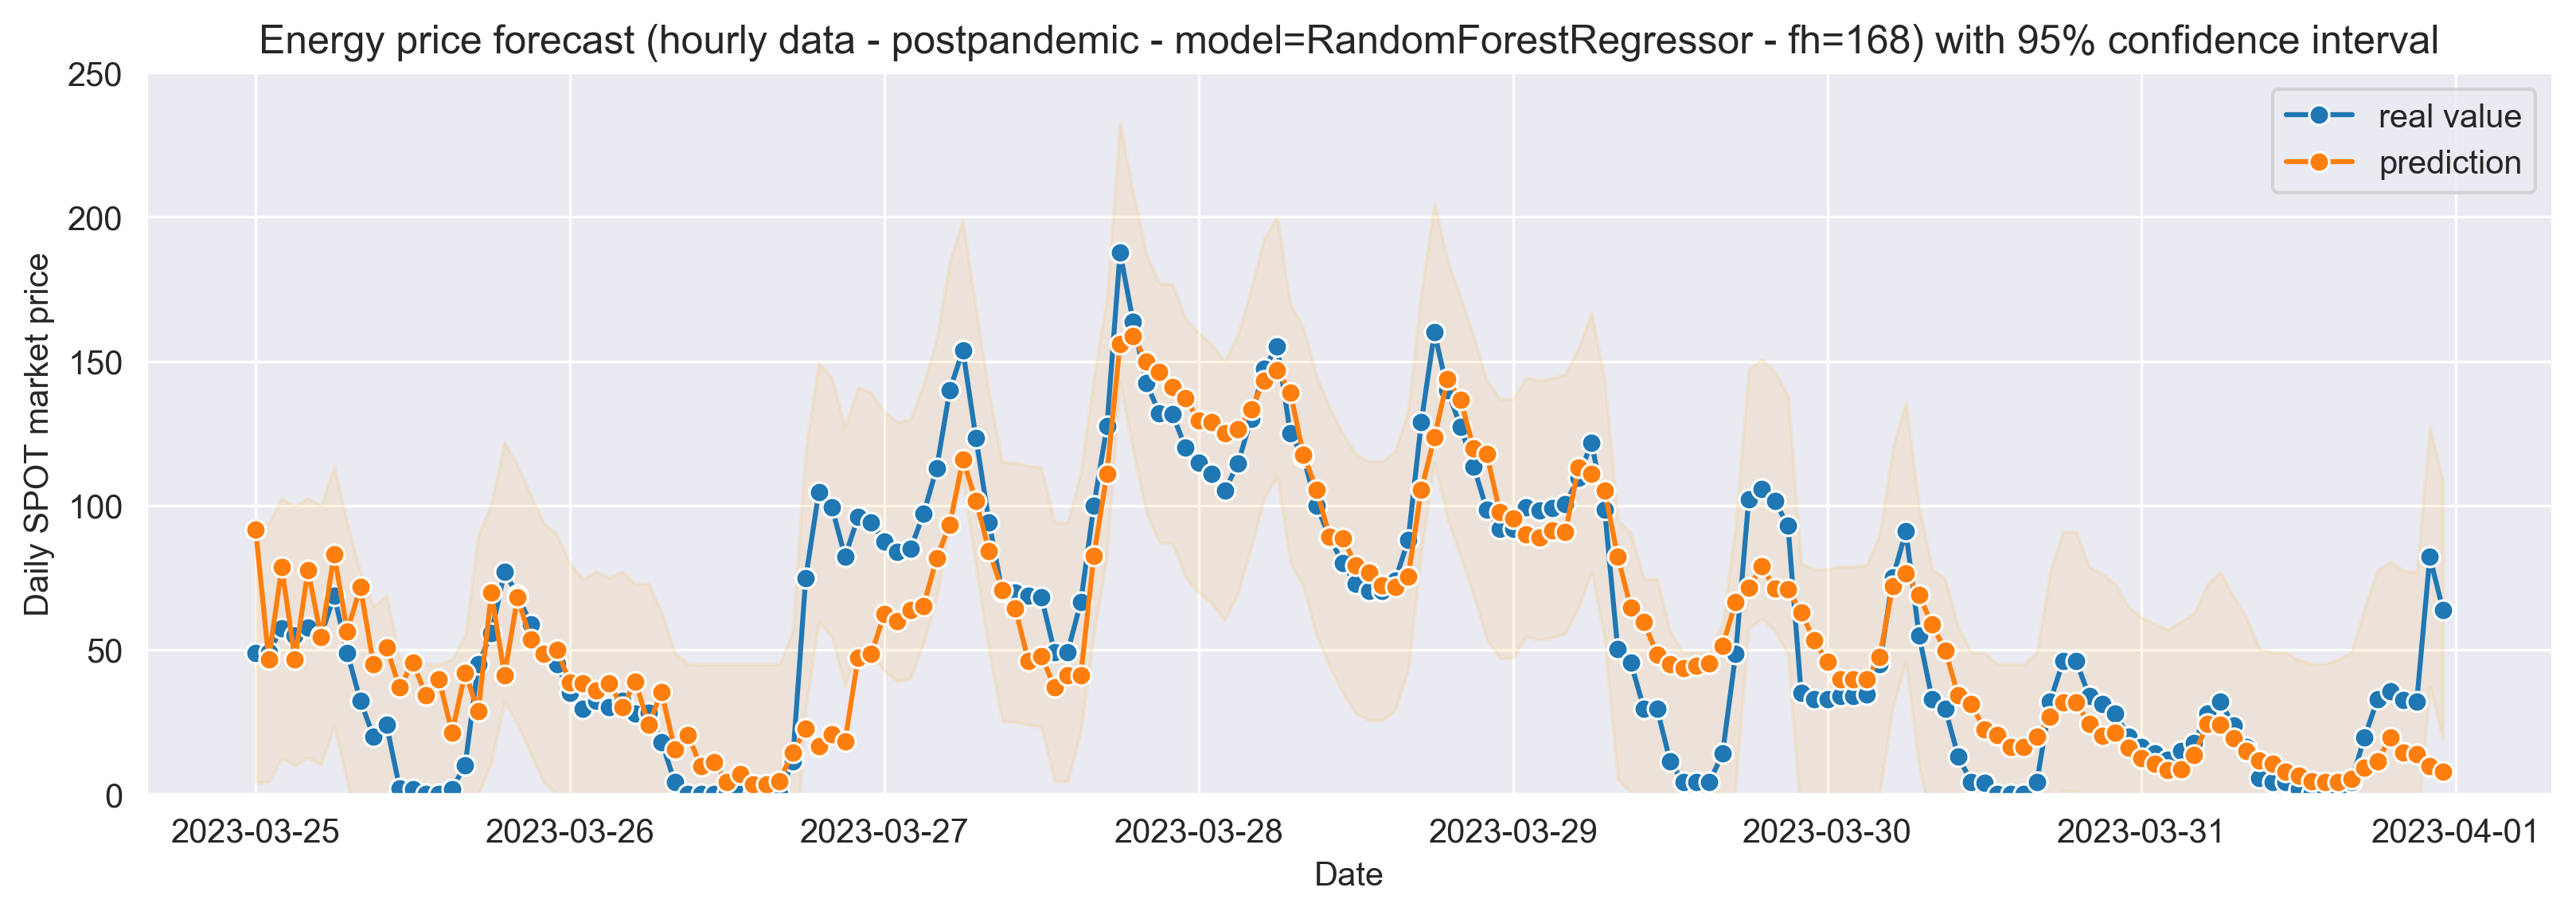 Energy price forecast (hourly data - postpandemic - model=RandomForestRegressor - fh=168) with 95% confidence interval
250
200
150
100
50
0
Daily SPOT market price
real value
prediction
2023-03-25
2023-03-26
2023-03-27
2023-03-28
2023-03-29
2023-03-30
2023-03-31
2023-04-01
Date